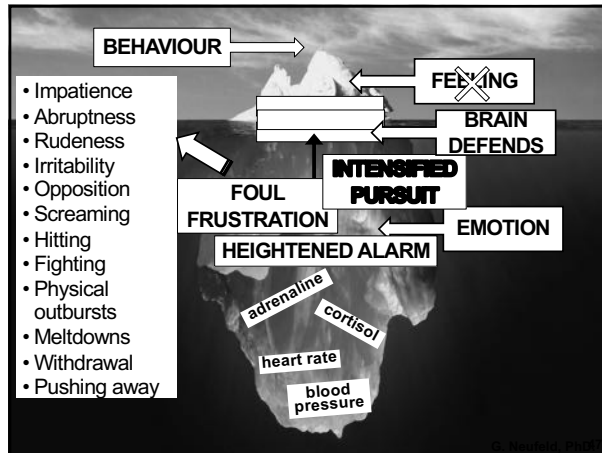 BEHAVIOUR
FEELING
BRAIN
DEFENDS
• Impatience
• Abruptness
• Rudeness
• Irritability
• Opposition
• Screaming
• Hitting
• Fighting
• Physical
outbursts
• Meltdowns
• Withdrawal
• Pushing away
INTENSIFIED
PURSUIT
FOUL
FRUSTRATION
EMOTION
HEIGHTENED ALARM
adrenaline
cortisol
heart rate
blood
pressure
G. Neufeld, PhD